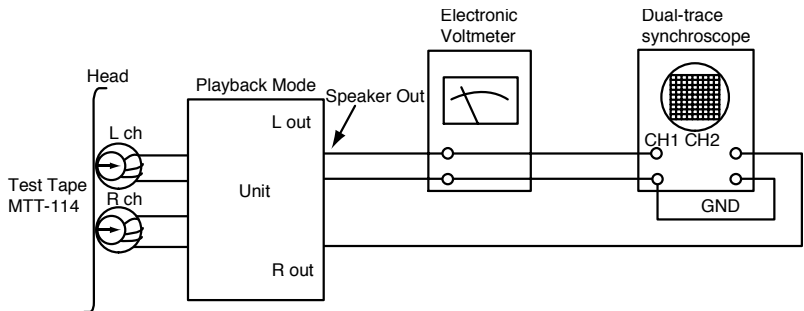 Electronic
Voltmeter
Dual-trace
synchroscope
Head
Playback Mode
Speaker Out
L out
L ch
CH1 CH2
Test Tape
MTT-114
R ch
Unit
GND
R out